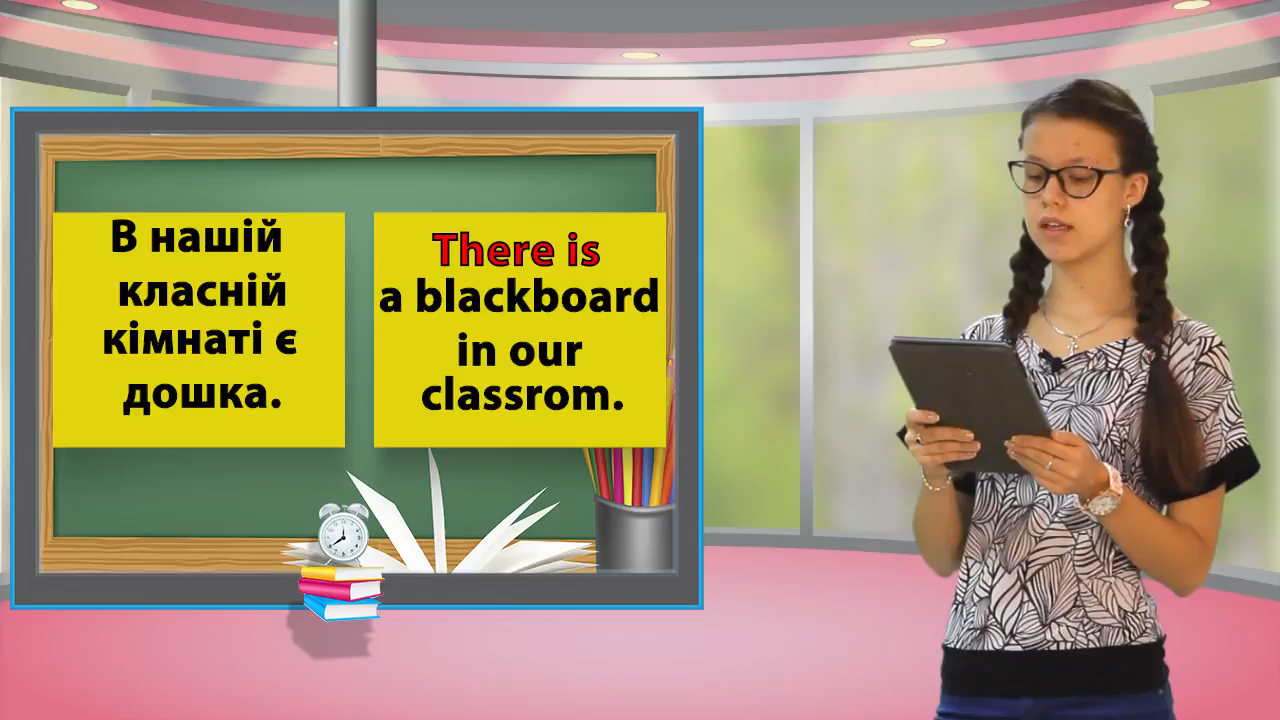 В нашій
класній
кімнаті є
дошка.
There is
a blackboard
in our
classrom.